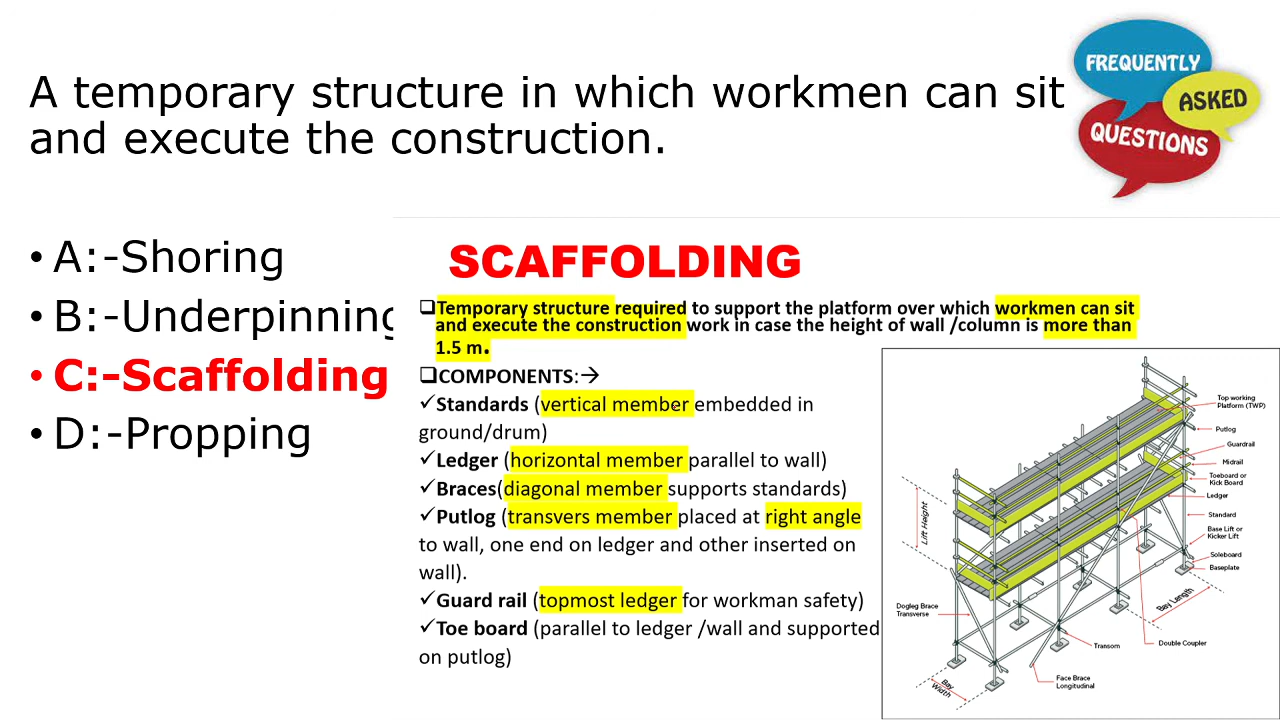 A temporary structure in which workmen can sit
and execute the construction.
FREQUENTLY
ASKED
QUESTIONS
• A:-Shoring
• B:-Underpinning
• C:-Scaffolding
• D:-Propping
SCAFFOLDING
❑Temporary structure required to support the platform over which workmen can sit
and execute the construction work in case the height of wall /column is more than
1.5 m.
❑COMPONENTS:→
✓Standards (vertical member embedded in
ground/drum)
✓Ledger (horizontal member parallel to wall)
✓Braces(diagonal member supports standards)
✓Putlog (transvers member placed at right angle
to wall, one end on ledger and other inserted on
wall).
✓Guard rail (topmost ledger for workman safety)
✓Toe board (parallel to ledger /wall and supported
on putlog)
Top working
Platform (TWP)
Putlog
Guardrail
Midrail
Toeboard or
Kick Board
Ledger
Standard
Base Lift or
Kicker Lift
Soleboard
Baseplate
Lift Height
Bay Length
Dogleg Brace
Transverse
Transom
Double Coupler
Bay
Width
Face Brace
Longitudinal